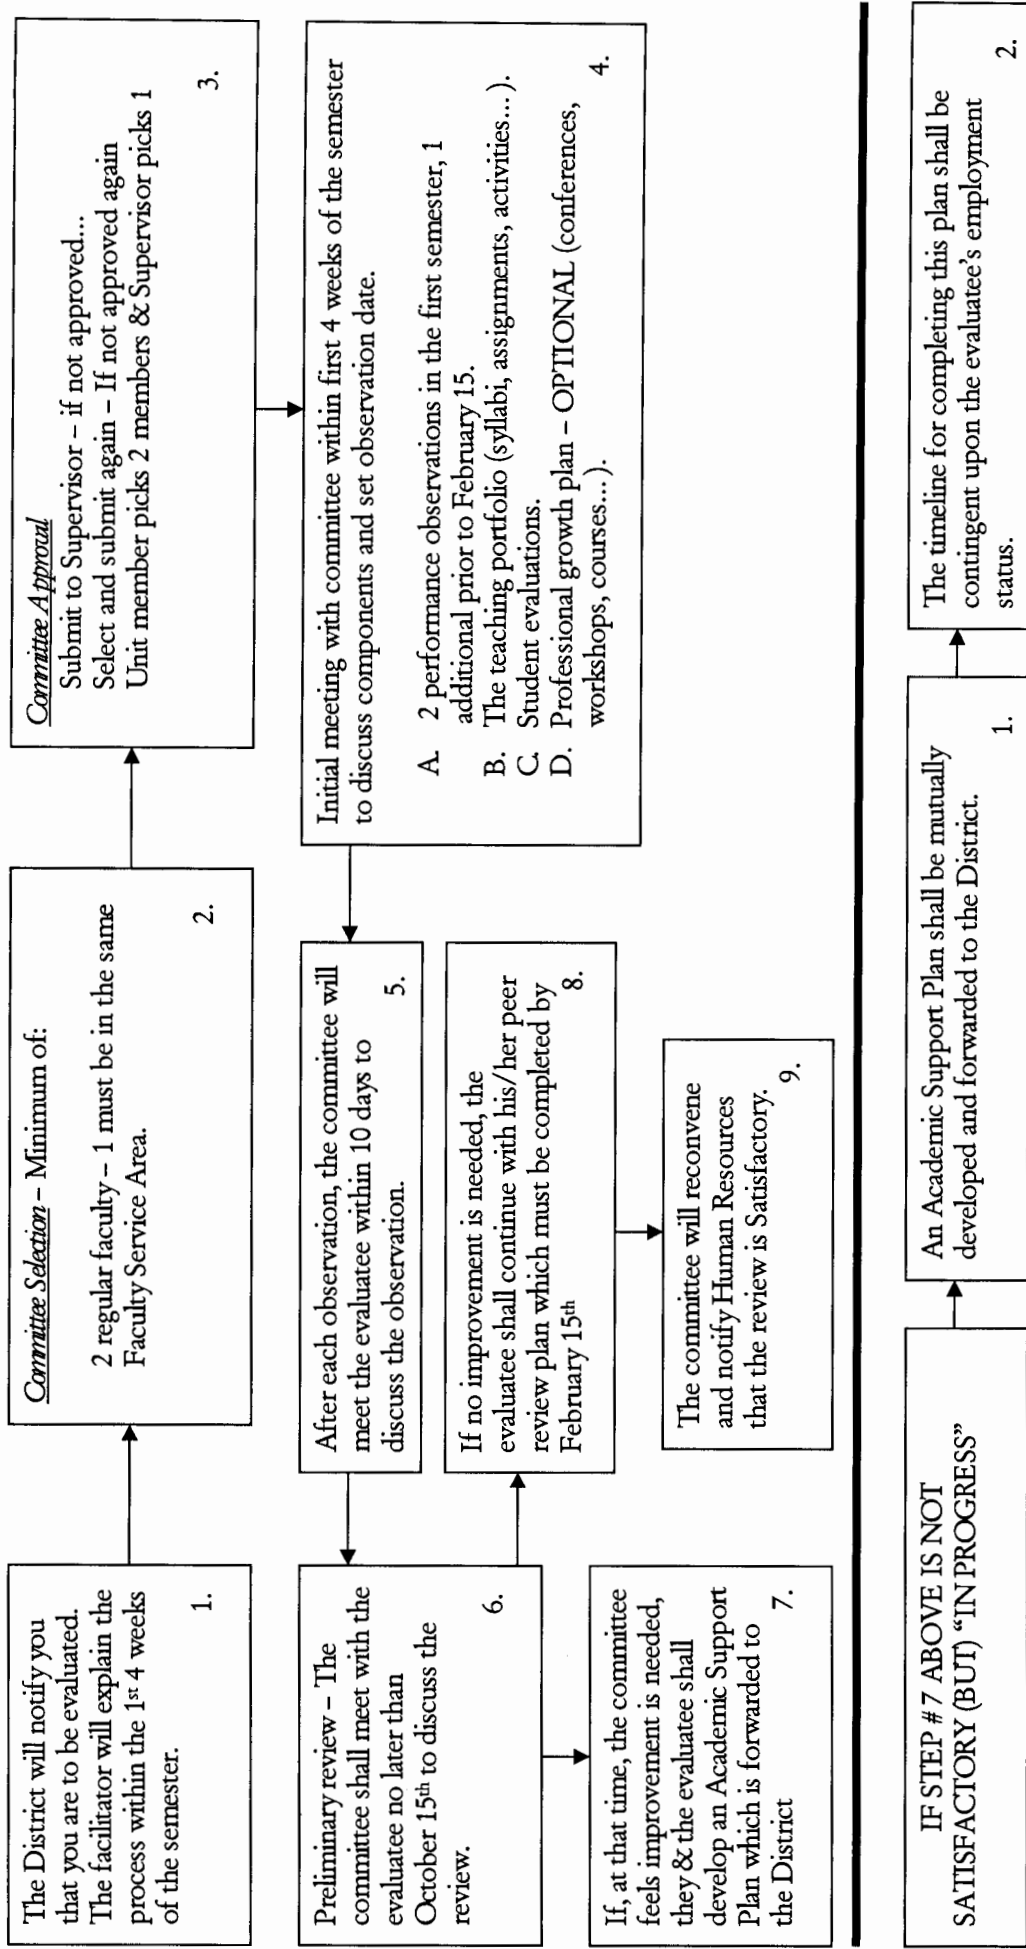 The District will notify you
that you are to be evaluated.
The facilitator will explain the
process within the 1st 4 weeks
of the semester.
1.
Committee Selection – Minimum of:
2 regular faculty – 1 must be in the same
Faculty Service Area.
2.
Committee Approval
Submit to Supervisor – if not approved…
Select and submit again – If not approved again
Unit member picks 2 members & Supervisor picks 1
3.
Initial meeting with committee within first 4 weeks of the semester
to discuss components and set observation date.
A. 2 performance observations in the first semester, 1
additional prior to February 15.
B. The teaching portfolio (syllabi, assignments, activities…).
C. Student evaluations.
D. Professional growth plan – OPTIONAL (conferences,
workshops, courses…).
4.
After each observation, the committee will
meet the evaluatee within 10 days to
discuss the observation.
5.
Preliminary review – The
committee shall meet with the
evaluatee no later than
October 15th to discuss the
review.
6.
If, at that time, the committee
feels improvement is needed,
they & the evaluatee shall
develop an Academic Support
Plan which is forwarded to
the District
7.
If no improvement is needed, the
evaluatee shall continue with his/her peer
review plan which must be completed by
February 15th
8.
The committee will reconvene
and notify Human Resources
that the review is Satisfactory.
9.
IF STEP #7 ABOVE IS NOT
SATISFACTORY (BUT) “IN PROGRESS”
An Academic Support Plan shall be mutually
developed and forwarded to the District.
1.
The timeline for completing this plan shall be
contingent upon the evaluatee’s employment
status.
2.